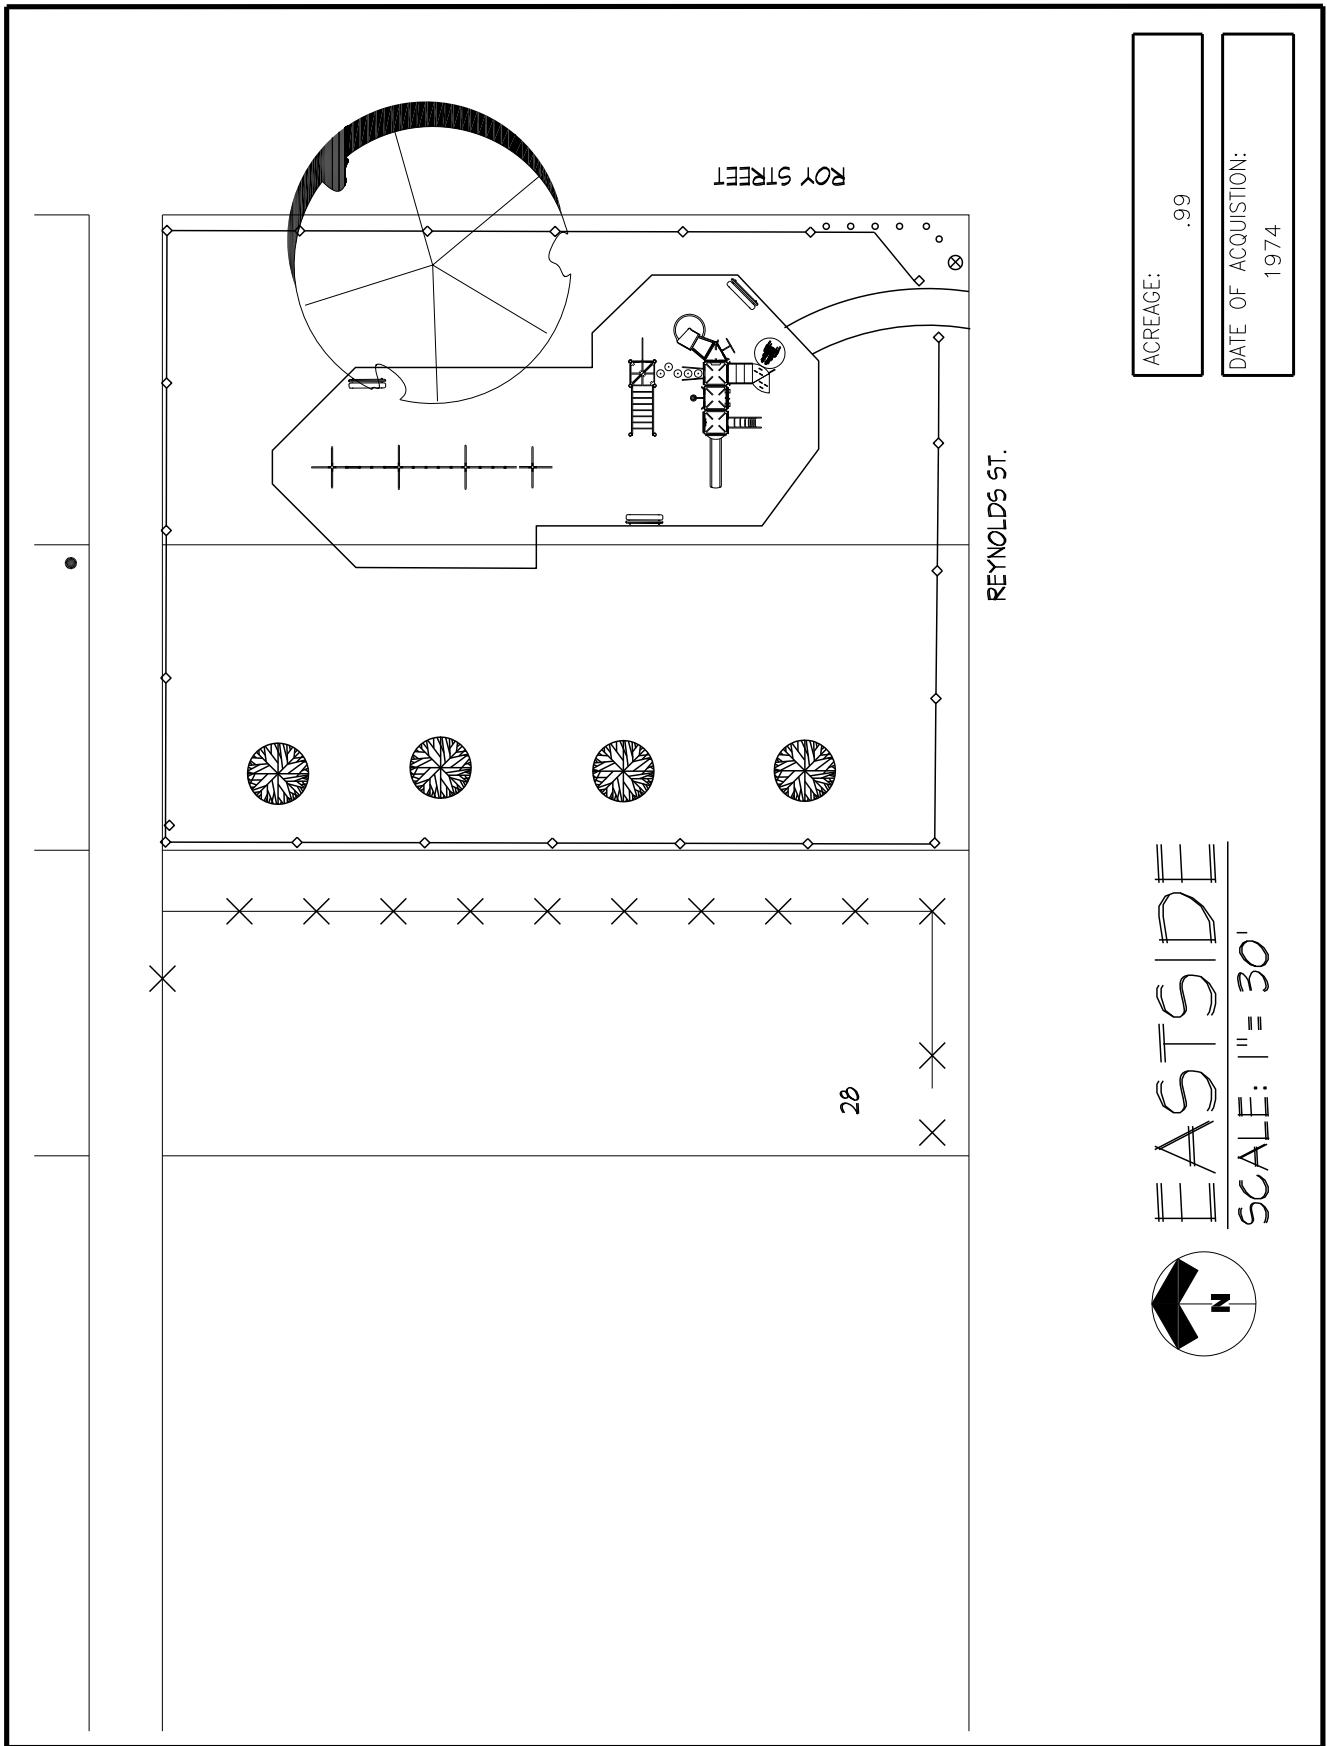 ROY STREET
REYNOLDS ST.
28
ACREAGE:
.99
DATE OF ACQUISTION:
1974
EASTSIDE
SCALE: 1"= 30'
N